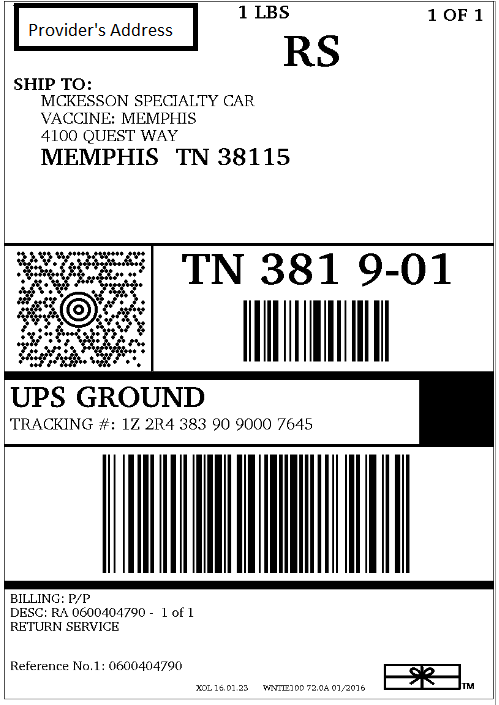 Provider's Address
1 LBS
1 OF 1
RS
SHIP TO:
MCKESSON SPECIALTY CAR
VACCINE: MEMPHIS
4100 QUEST WAY
MEMPHIS TN 38115
TN 381 9-01
UPS GROUND
TRACKING #: 1Z 2R4 383 90 9000 7645
BILLING: P/P
DESC: RA 0600404790 - 1 of 1
RETURN SERVICE
Reference No.1: 0600404790
XOL 16.01.23 WNTIE100 72.0A 01/2016
TM